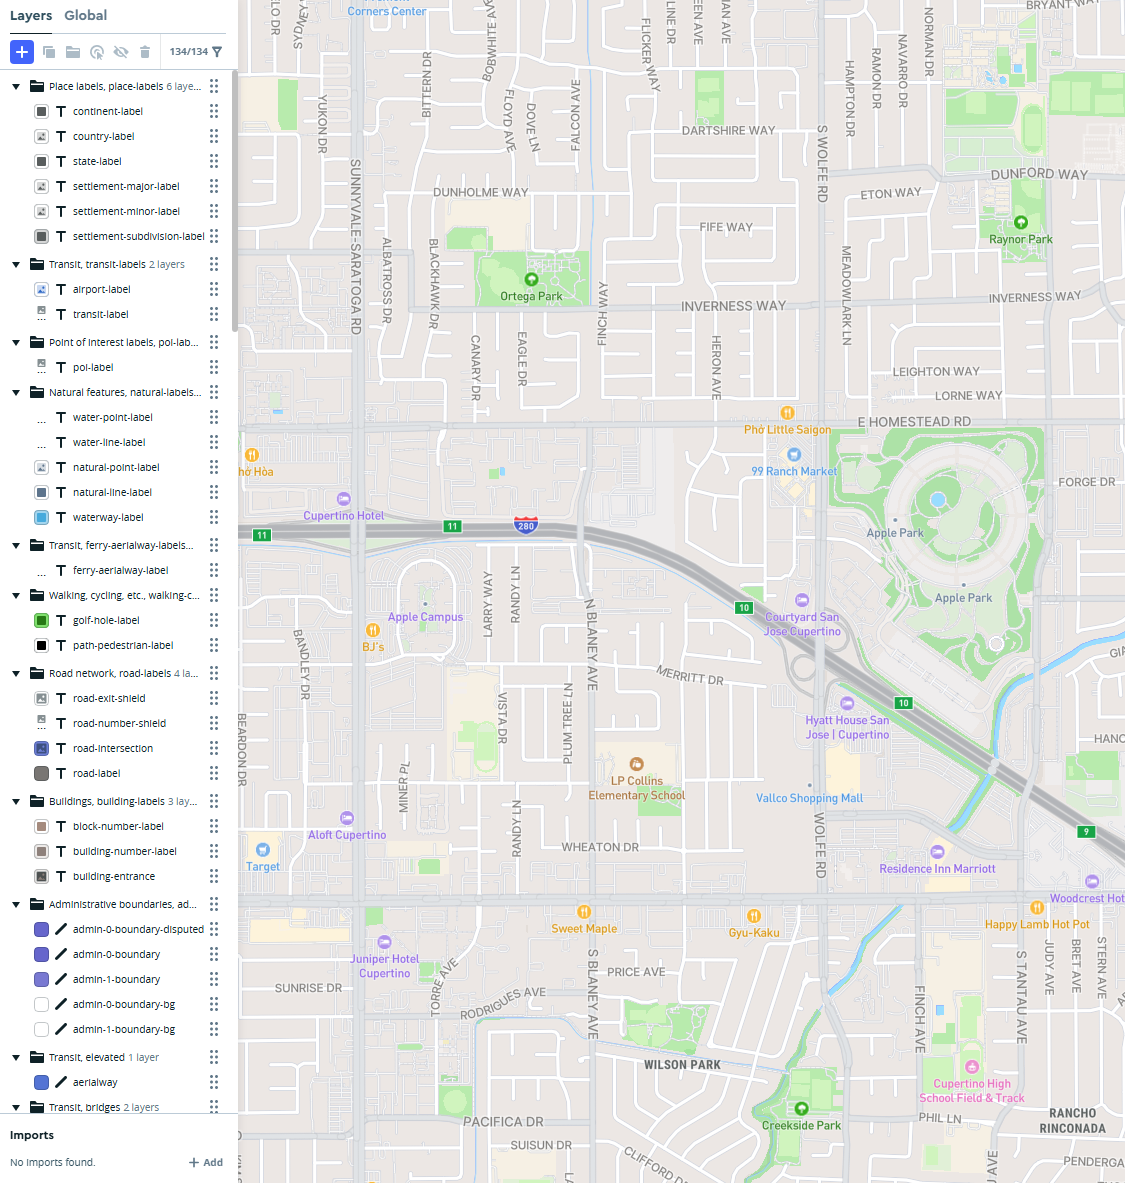 Layers Global
134/134
Place labels, place-labels 6 laye...
continent-label
country-label
state-label
settlement-major-label
settlement-minor-label
settlement-subdivision-label
Transit, transit-labels 2 layers
airport-label
transit-label
Point of interest labels, poi-lab...
poi-label
Natural features, natural-labels...
water-point-label
water-line-label
natural-point-label
natural-line-label
waterway-label
Transit, ferry-aerialway-labels...
ferry-aerialway-label
Walking, cycling, etc., walking-c...
golf-hole-label
path-pedestrian-label
Road network, road-labels 4 la...
road-exit-shield
road-number-shield
road-intersection
road-label
Buildings, building-labels 3 lay...
block-number-label
building-number-label
building-entrance
Administrative boundaries, ad...
admin-0-boundary-disputed
admin-0-boundary
admin-1-boundary
admin-0-boundary-bg
admin-1-boundary-bg
Transit, elevated 1 layer
aerialway
Transit, bridges 2 layers
Imports
No imports found.
+ Add
Corners Center
YUKON DR
BITTERN DR
FLOYD AVE
DOVE LN
FALCON AVE
FLICKER WAY
DARTSHIRE WAY
S WOLFE RD
HAMPTON DR
RAMON DR
NAVARRO DR
NORMAN DR
BRYANT WAY
DUNFORD WAY
DUNHOLME WAY
ETON WAY
FIFE WAY
Raynor Park
SUNNYVALE-SARATOGA RD
ALBATROSS DR
BLACKHAWK DR
Ortega Park
FINCH WAY
INVERNESS WAY
INVERNESS WAY
MEADOWLARK LN
CANARY DR
EAGLE DR
HERON AVE
LEIGHTON WAY
LORNE WAY
Phở Little Saigon
E HOMESTEAD RD
99 Ranch Market
hở Hòa
FORGE DR
Cupertino Hotel
11
11
280
Apple Park
Apple Park
10
Courtyard San
Jose Cupertino
Apple Campus
LARRY WAY
RANDY LN
N BLANEY AVE
BJ's
BANDLEY DR
MERRITT DR
10
Hyatt House San
Jose | Cupertino
BEARDON DR
VISTA DR
PLUM TREE LN
LP Collins
Elementary School
Vallco Shopping Mall
MINER PL
Aloft Cupertino
RANDY LN
WOLFE RD
9
WHEATON DR
Target
Residence Inn Marriott
Woodcrest Hot
Sweet Maple
Gyu-Kaku
Happy Lamb Hot Pot
Juniper Hotel
Cupertino
TORRE AVE
S BLANEY AVE
PRICE AVE
S TANTAU AVE
JUDY AVE
BRET AVE
STERN AVE
SUNRISE DR
RODRIGUES AVE
FINCH AVE
WILSON PARK
Cupertino High
School Field & Track
Creekside Park
PHIL LN
RANCHO
RINCONADA
PACIFICA DR
SUISUN DR
CLIFFORD DR